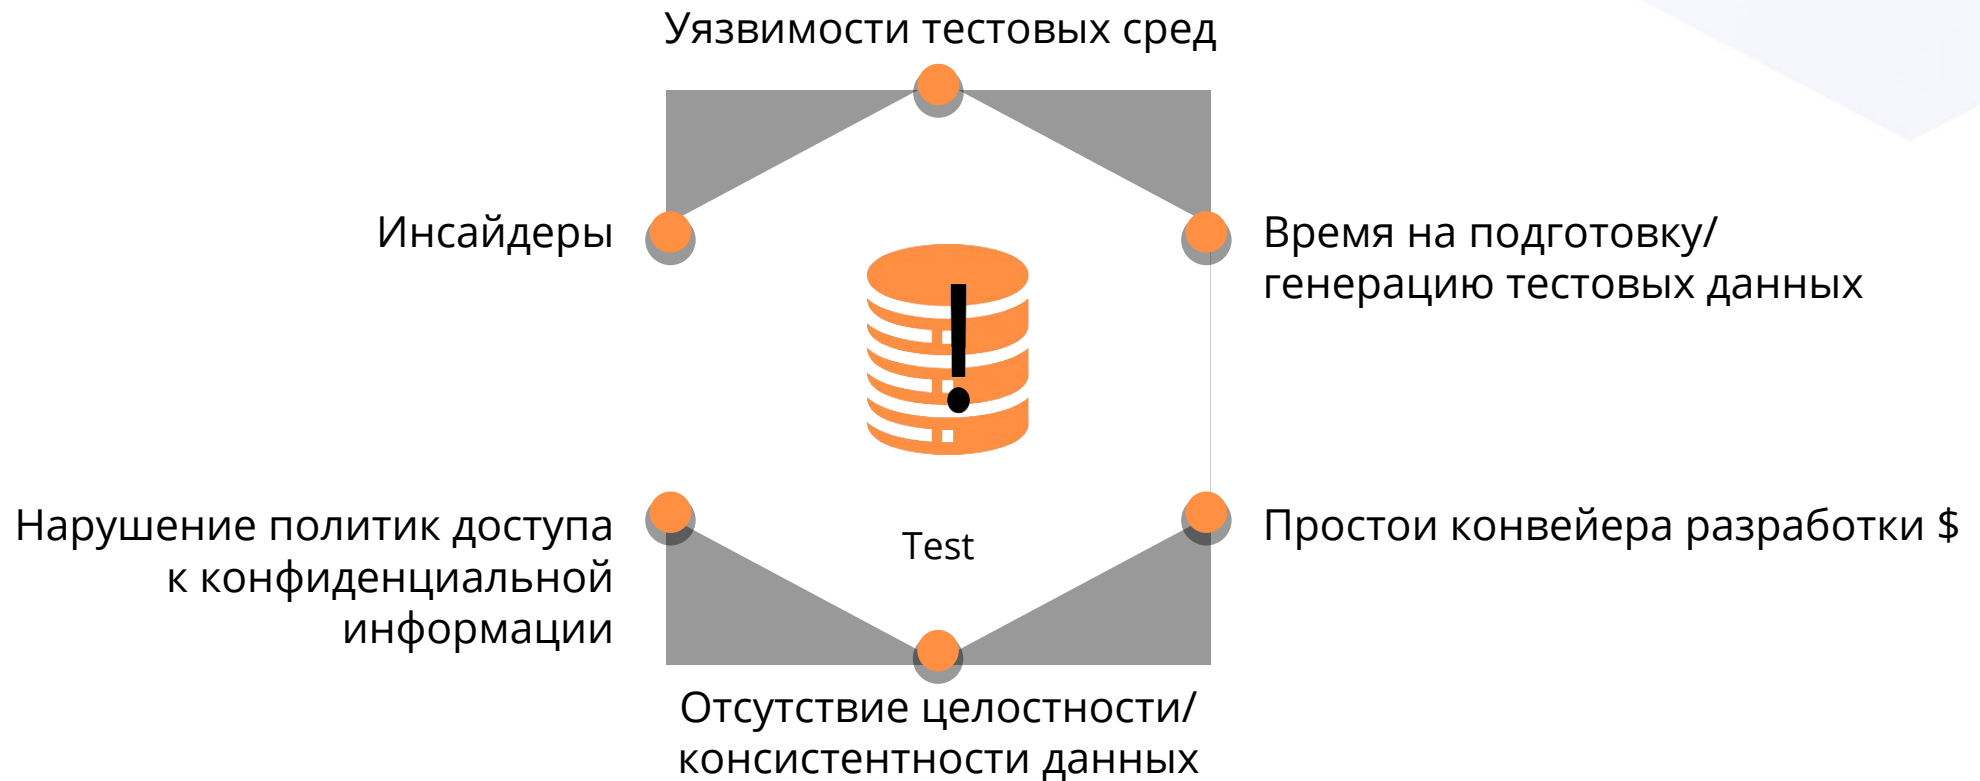 Уязвимости тестовых сред
Инсайдеры
Время на подготовку/
генерацию тестовых данных
!
Нарушение политик доступа
к конфиденциальной
информации
Test
Простои конвейера разработки $
Отсутствие целостности/
консистентности данных